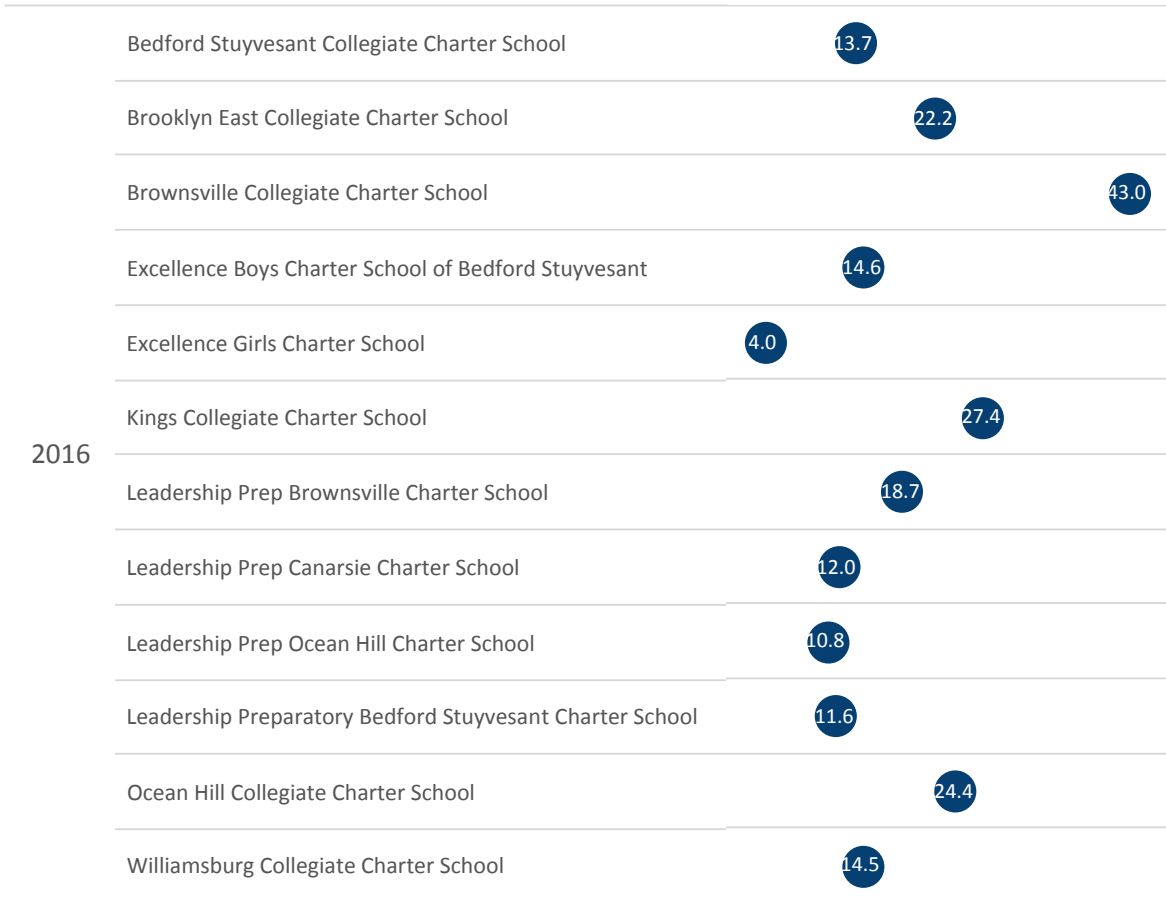 Bedford Stuyvesant Collegiate Charter School 13.7
Brooklyn East Collegiate Charter School 22.2
Brownsville Collegiate Charter School 43.0
Excellence Boys Charter School of Bedford Stuyvesant 14.6
Excellence Girls Charter School 4.0
Kings Collegiate Charter School 27.4
2016
Leadership Prep Brownsville Charter School 18.7
Leadership Prep Canarsie Charter School 12.0
Leadership Prep Ocean Hill Charter School 10.8
Leadership Preparatory Bedford Stuyvesant Charter School 11.6
Ocean Hill Collegiate Charter School 24.4
Williamsburg Collegiate Charter School 14.5